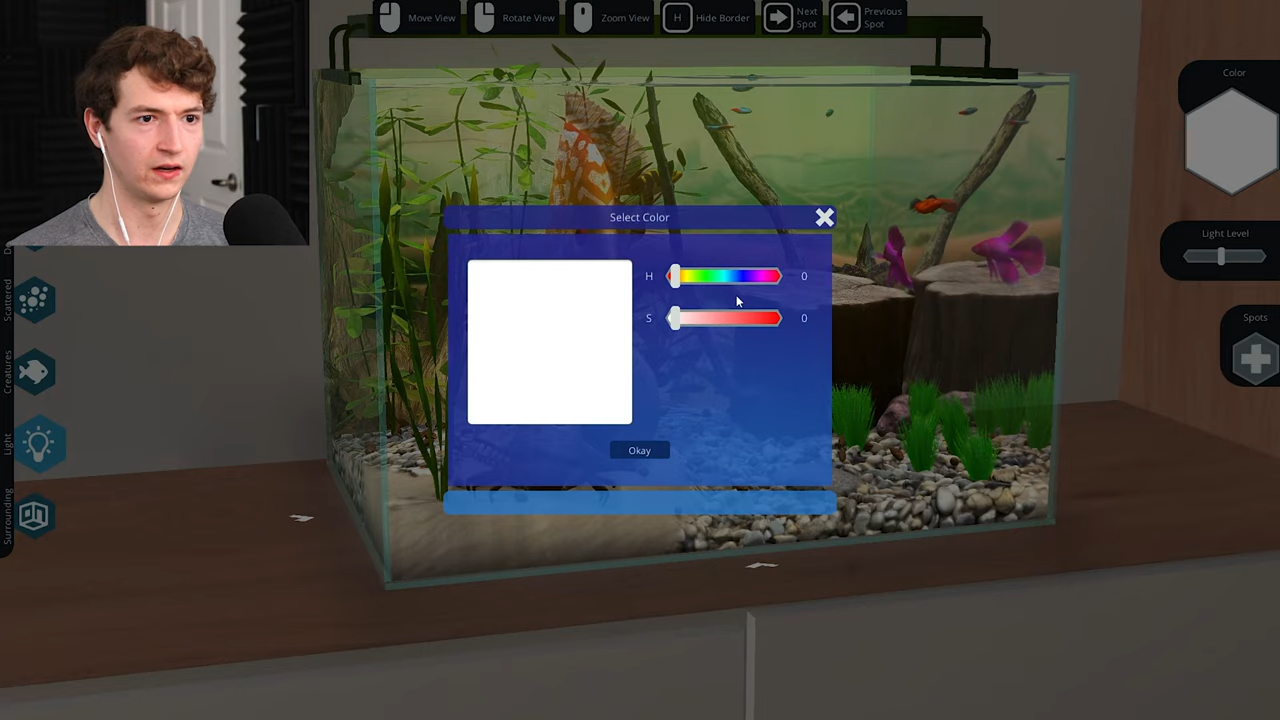 Move View
Rotate View
Zoom View
H
Hide Border
Next
Spot
Previous
Spot
Color
Light Level
Spots
Scattered
Creatures
Light
Surrounding
Select Color
H
0
S
0
Okay